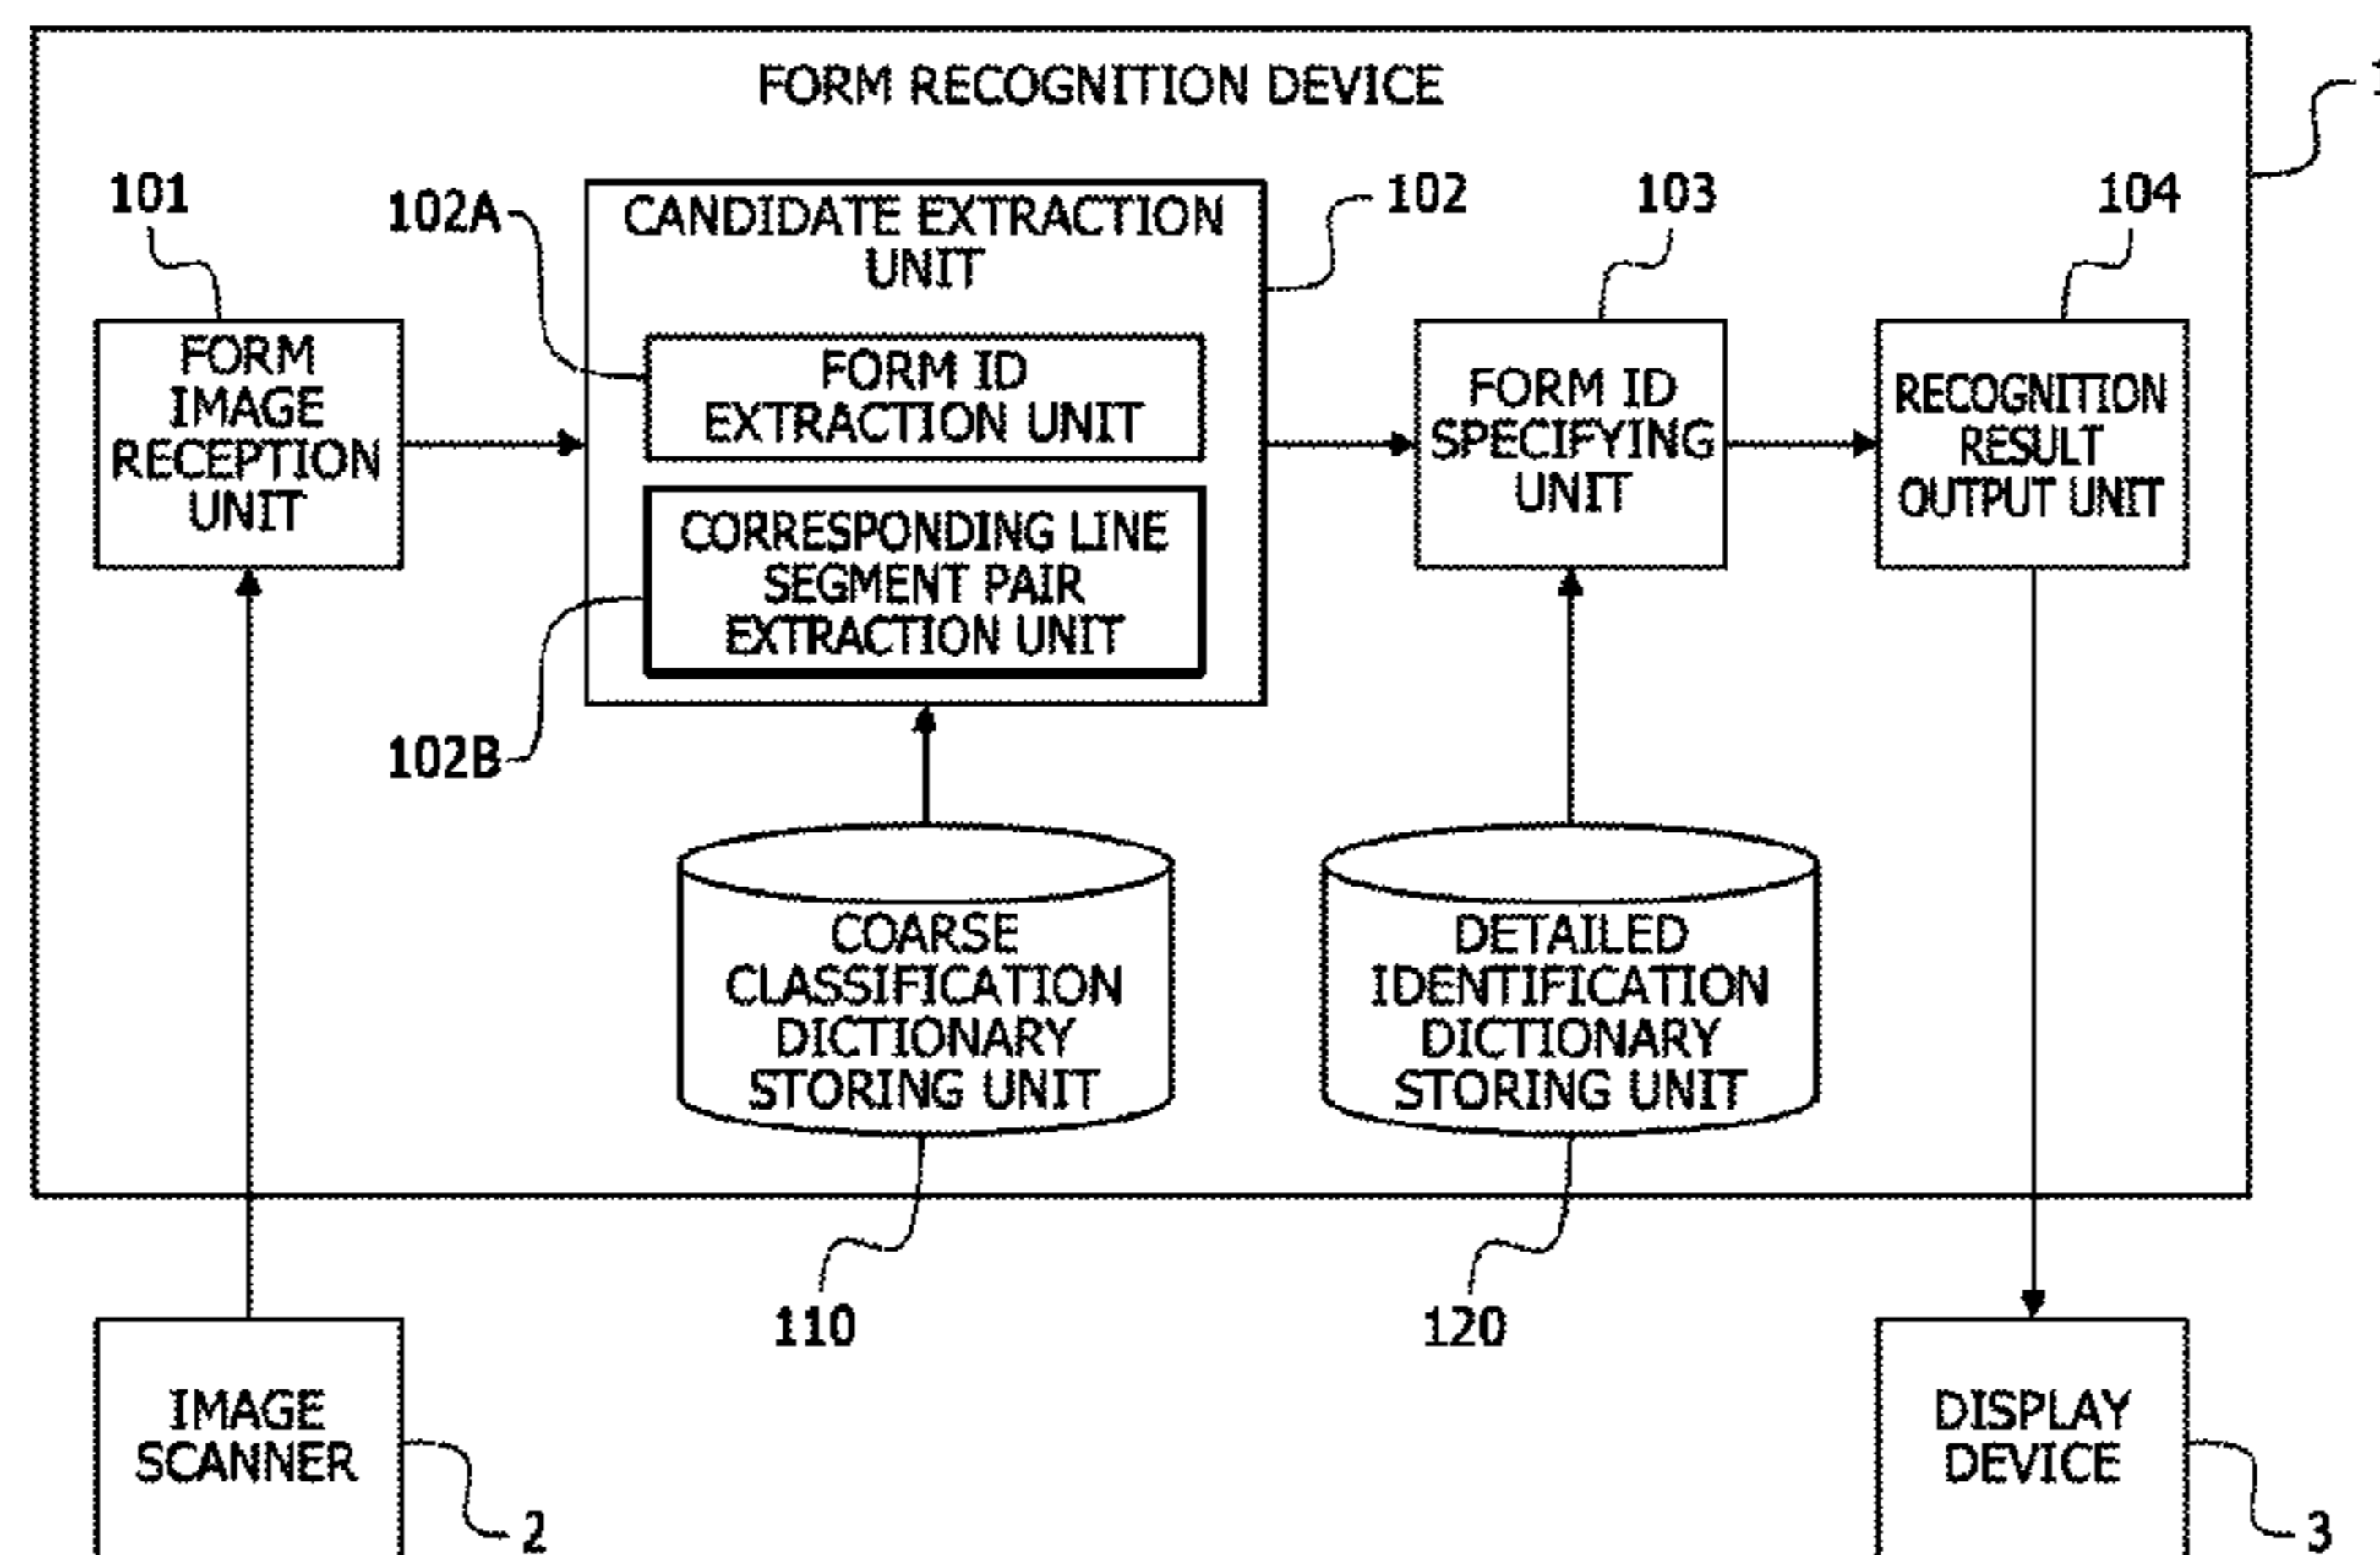 FORM RECOGNITION DEVICE
1
101
102A
CANDIDATE EXTRACTION
UNIT
102
103
104
FORM
IMAGE
RECEPTION
UNIT
FORM ID
EXTRACTION UNIT
CORRESPONDING LINE
SEGMENT PAIR
EXTRACTION UNIT
102B
FORM ID
SPECIFYING
UNIT
RECOGNITION
RESULT
OUTPUT UNIT
COARSE
CLASSIFICATION
DICTIONARY
STORING UNIT
DETAILED
IDENTIFICATION
DICTIONARY
STORING UNIT
110
120
IMAGE
SCANNER
2
DISPLAY
DEVICE
3